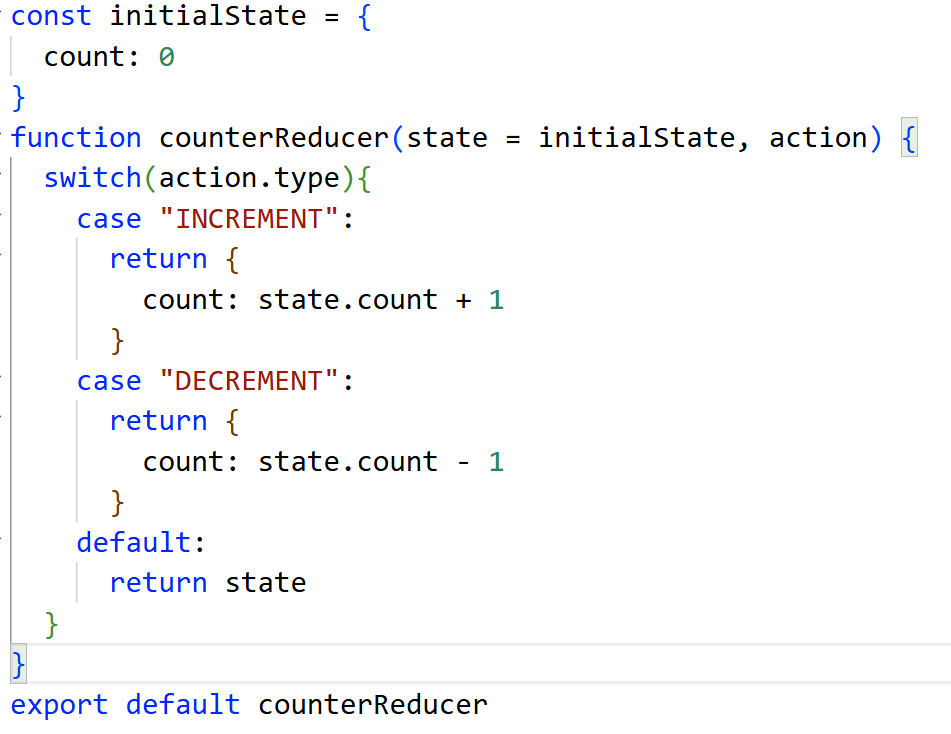 const initialState = {
  count: 0
}
function counterReducer(state = initialState, action) {
  switch(action.type){
    case "INCREMENT":
      return {
        count: state.count + 1
      }
    case "DECREMENT":
      return {
        count: state.count - 1
      }
    default:
      return state
  }
}
export default counterReducer